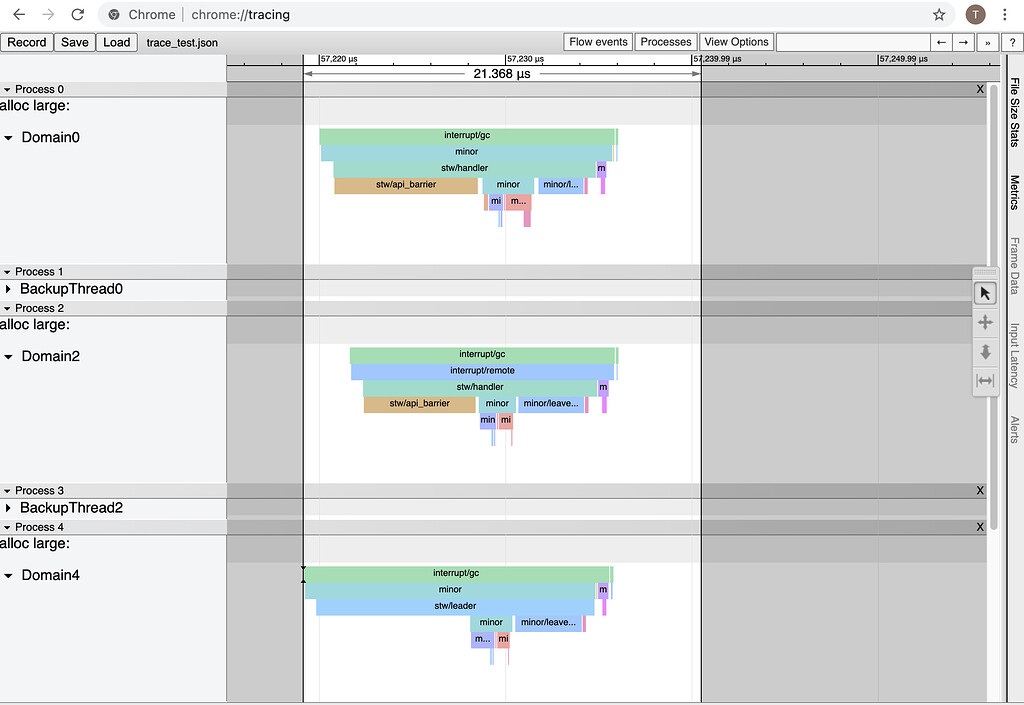 Chrome chrome://tracing T
Record Save Load trace_test.json Flow events Processes View Options ← → » ?
57,220 µs 57,230 µs 57,239.99 µs 57,249.99 µs
21.368 µs
Process 0 X
alloc large:
Domain0
interrupt/gc
minor
stw/handler m
stw/api_barrier minor minor/l...
mi m...
Process 1
BackupThread0
Process 2
alloc large:
Domain2
interrupt/gc
interrupt/remote
stw/handler m
stw/api_barrier minor minor/leave...
min mi
Process 3 X
BackupThread2
Process 4 X
alloc large:
Domain4
interrupt/gc
minor m
stw/leader
minor minor/leave...
m... mi
File Size Stats
Metrics
Frame Data
Input Latency
Alerts